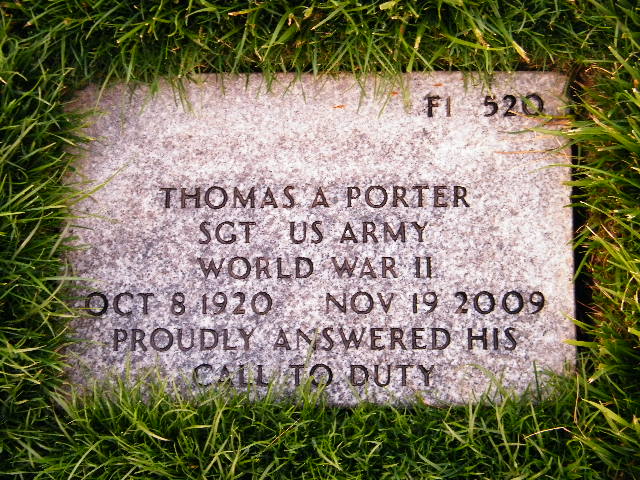 F1 520
THOMAS A PORTER
SGT US ARMY
WORLD WAR II
OCT 8 1920 NOV 19 2009
PROUDLY ANSWERED HIS
CALL TO DUTY